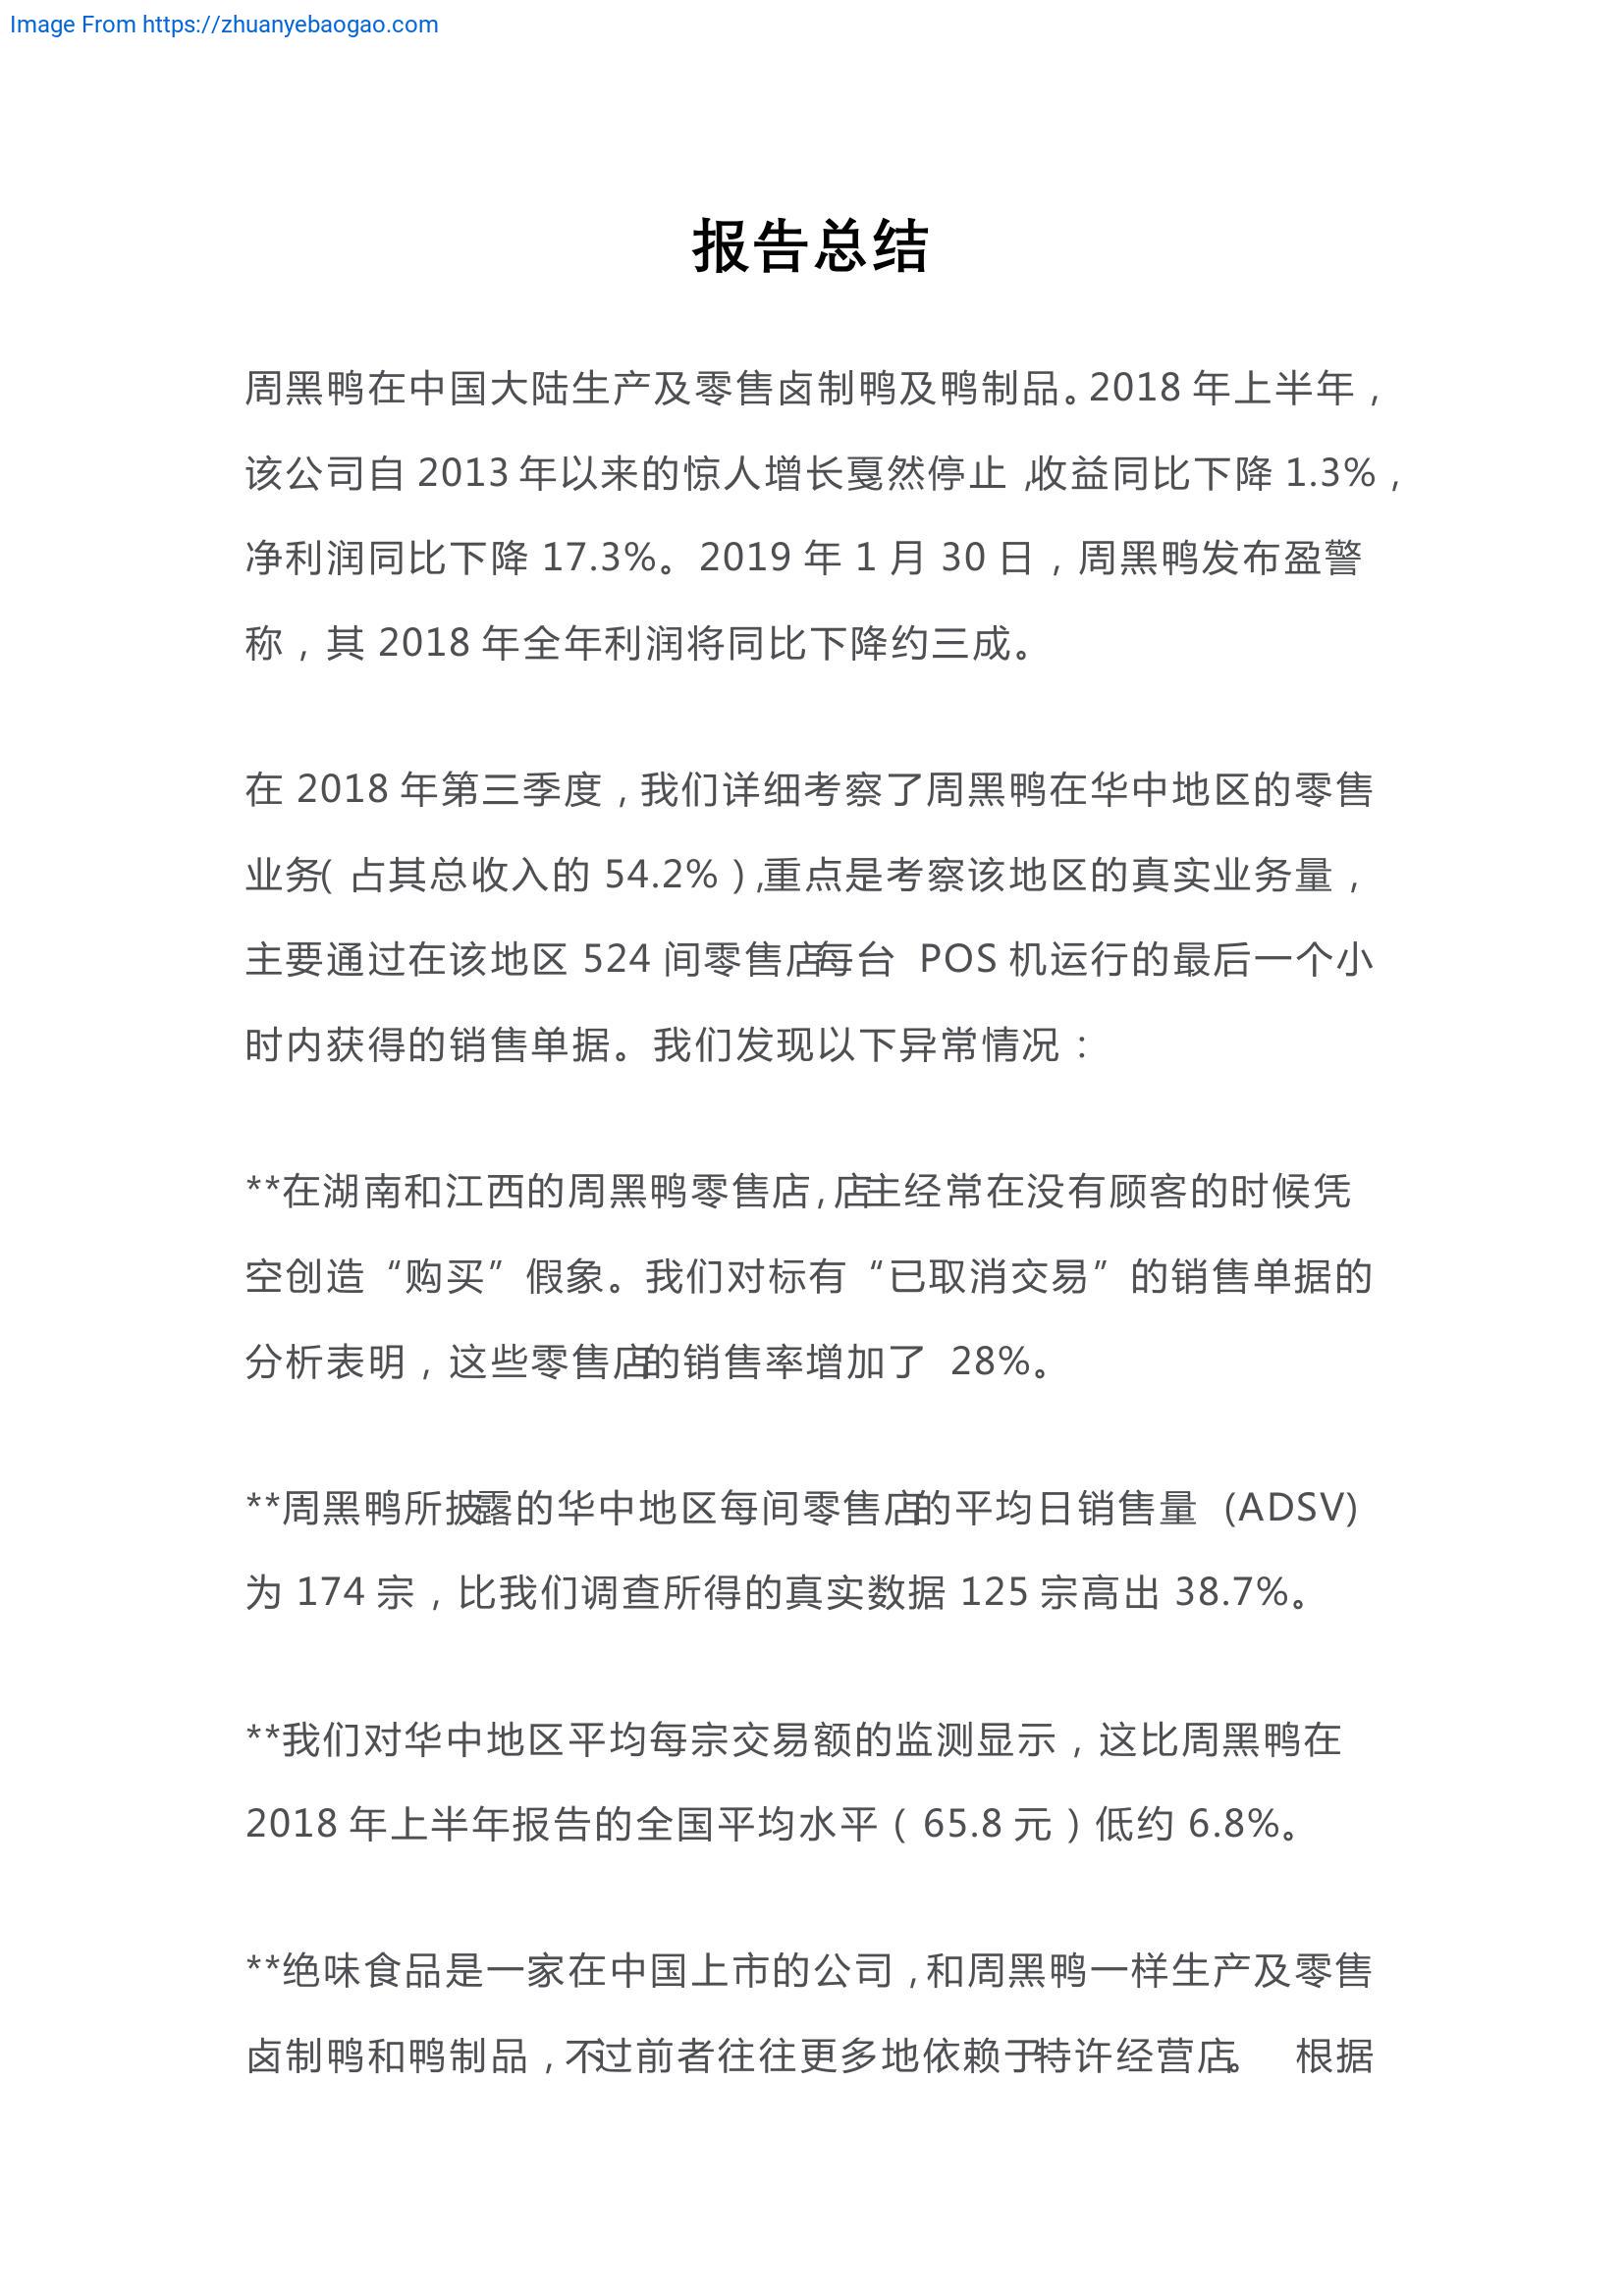 Image From https://zhuanyebaogao.com
报告总结
周黑鸭在中国大陆生产及零售卤制鸭及鸭制品。2018 年上半年，
该公司自 2013 年以来的惊人增长戛然停止，收益同比下降 1.3%，
净利润同比下降 17.3%。2019 年 1 月 30 日，周黑鸭发布盈警
称，其 2018 年全年利润将同比下降约三成。
在 2018 年第三季度，我们详细考察了周黑鸭在华中地区的零售
业务（占其总收入的 54.2%），重点是考察该地区的真实业务量，
主要通过在该地区 524 间零售店每台 POS 机运行的最后一个小
时内获得的销售单据。我们发现以下异常情况：
**在湖南和江西的周黑鸭零售店，店主经常在没有顾客的时候凭
空创造“购买”假象。我们对标有“已取消交易”的销售单据的
分析表明，这些零售店的销售率增加了 28%。
**周黑鸭所披露的华中地区每间零售店的平均日销售量 (ADSV)
为 174 宗，比我们调查所得的真实数据 125 宗高出 38.7%。
**我们对华中地区平均每宗交易额的监测显示，这比周黑鸭在
2018 年上半年报告的全国平均水平（65.8 元）低约 6.8%。
**绝味食品是一家在中国上市的公司，和周黑鸭一样生产及零售
卤制鸭和鸭制品，不过前者往往更多地依赖于特许经营店。 根据